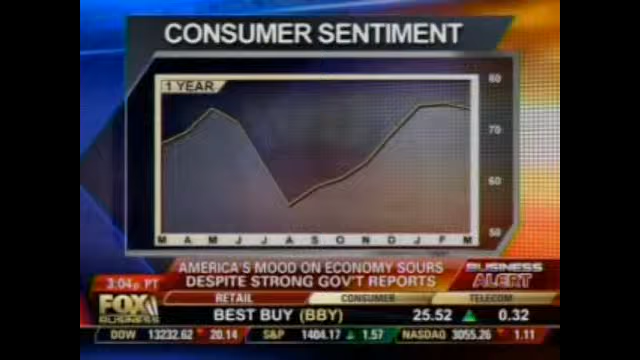 CONSUMER SENTIMENT
1 YEAR
80
70
60
50
M A M J J A S O N D J F M
AMERICA'S MOOD ON ECONOMY SOURS
DESPITE STRONG GOV'T REPORTS
BUSINESS
ALERT
3:04p PT
RETAIL CONSUMER TELECOM
FOX
BUSINESS
BEST BUY (BBY) 25.52 ▲ 0.32
DOW 13232.62 ▼ 20.14 S&P 1404.17 ▲ 1.57 NASDAQ 3055.26 ▼ 1.11